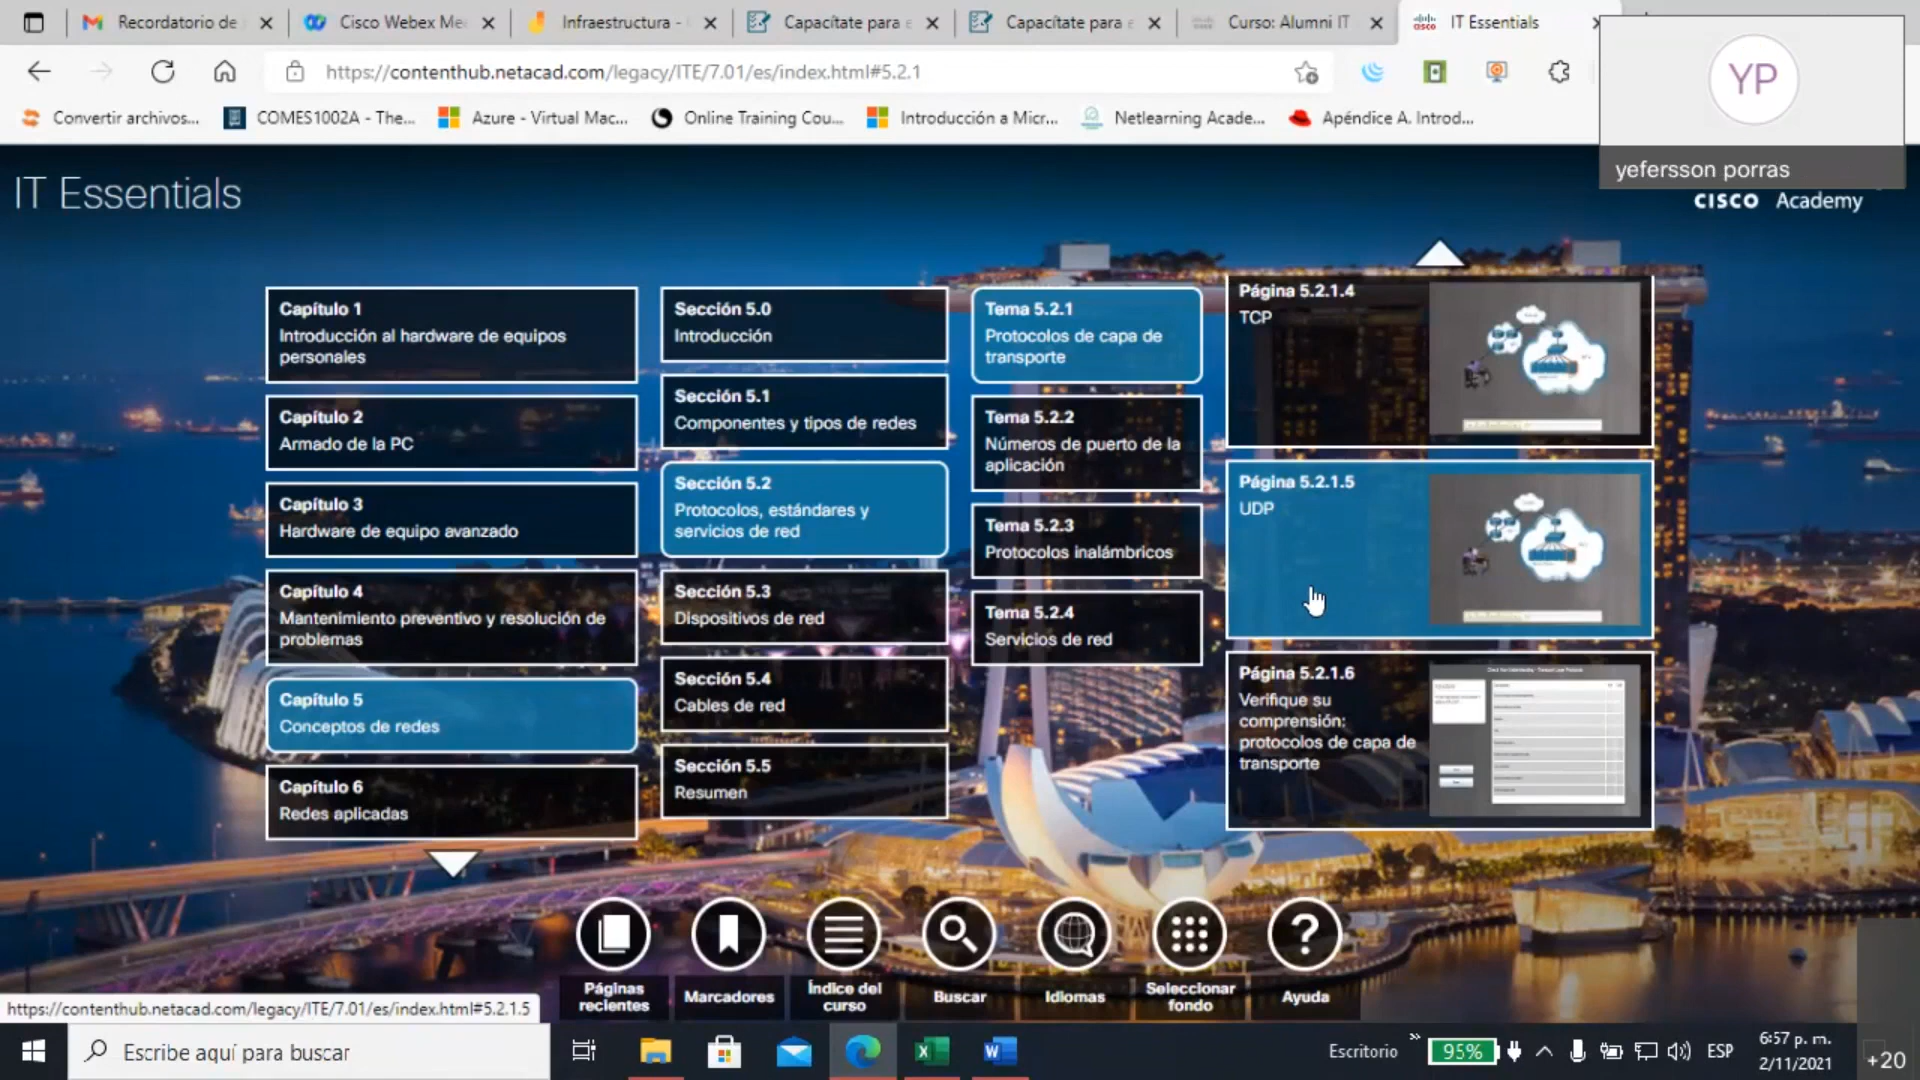 Recordatorio de
Cisco Webex Me
Infraestructura -
Capacítate para e
Capacítate para e
Curso: Alumni IT
IT Essentials
https://contenthub.netacad.com/legacy/ITE/7.01/es/index.html#5.2.1
Convertir archivos...
COMES1002A - The...
Azure - Virtual Mac...
Online Training Cou...
Introducción a Micr...
Netlearning Acade...
Apéndice A. Introd...
YP
yefersson porras
IT Essentials
CISCO Academy
Capítulo 1
Introducción al hardware de equipos
personales
Capítulo 2
Armado de la PC
Capítulo 3
Hardware de equipo avanzado
Capítulo 4
Mantenimiento preventivo y resolución de
problemas
Capítulo 5
Conceptos de redes
Capítulo 6
Redes aplicadas
Sección 5.0
Introducción
Sección 5.1
Componentes y tipos de redes
Sección 5.2
Protocolos, estándares y
servicios de red
Sección 5.3
Dispositivos de red
Sección 5.4
Cables de red
Sección 5.5
Resumen
Tema 5.2.1
Protocolos de capa de
transporte
Tema 5.2.2
Números de puerto de la
aplicación
Tema 5.2.3
Protocolos inalámbricos
Tema 5.2.4
Servicios de red
Página 5.2.1.4
TCP
Página 5.2.1.5
UDP
Página 5.2.1.6
Verifique su
comprensión:
protocolos de capa de
transporte
Páginas
recientes
Marcadores
Índice del
curso
Buscar
Idiomas
Seleccionar
fondo
Ayuda
https://contenthub.netacad.com/legacy/ITE/7.01/es/index.html#5.2.1.5
Escribe aquí para buscar
Escritorio
95%
ESP
6:57 p. m.
2/11/2021
+20